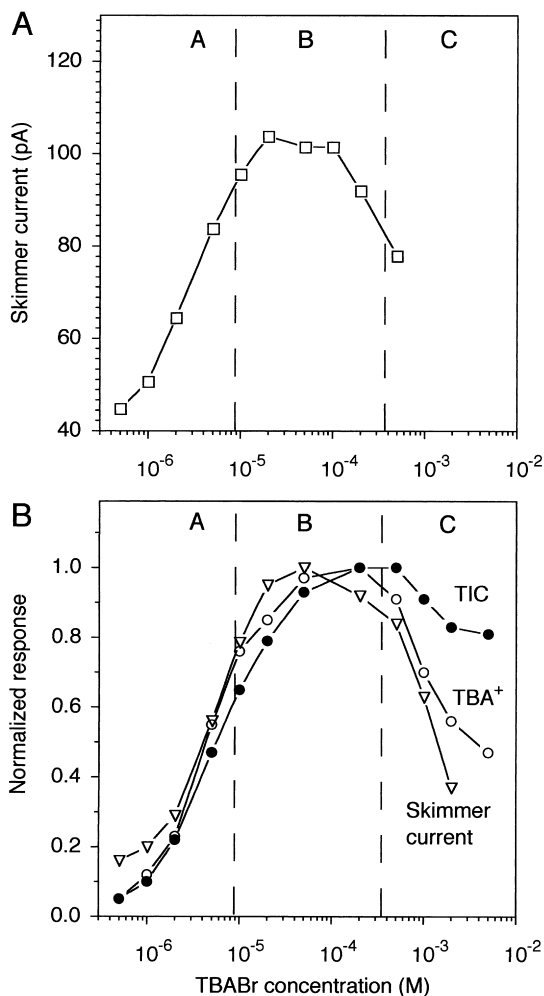 A
A B C
120
100
80
60
40
Skimmer current (pA)
10-6 10-5 10-4 10-3 10-2
B
A B C
1.0
0.8
0.6
0.4
0.2
0.0
Normalized response
TIC
TBA+
Skimmer
current
10-6 10-5 10-4 10-3 10-2
TBABr concentration (M)